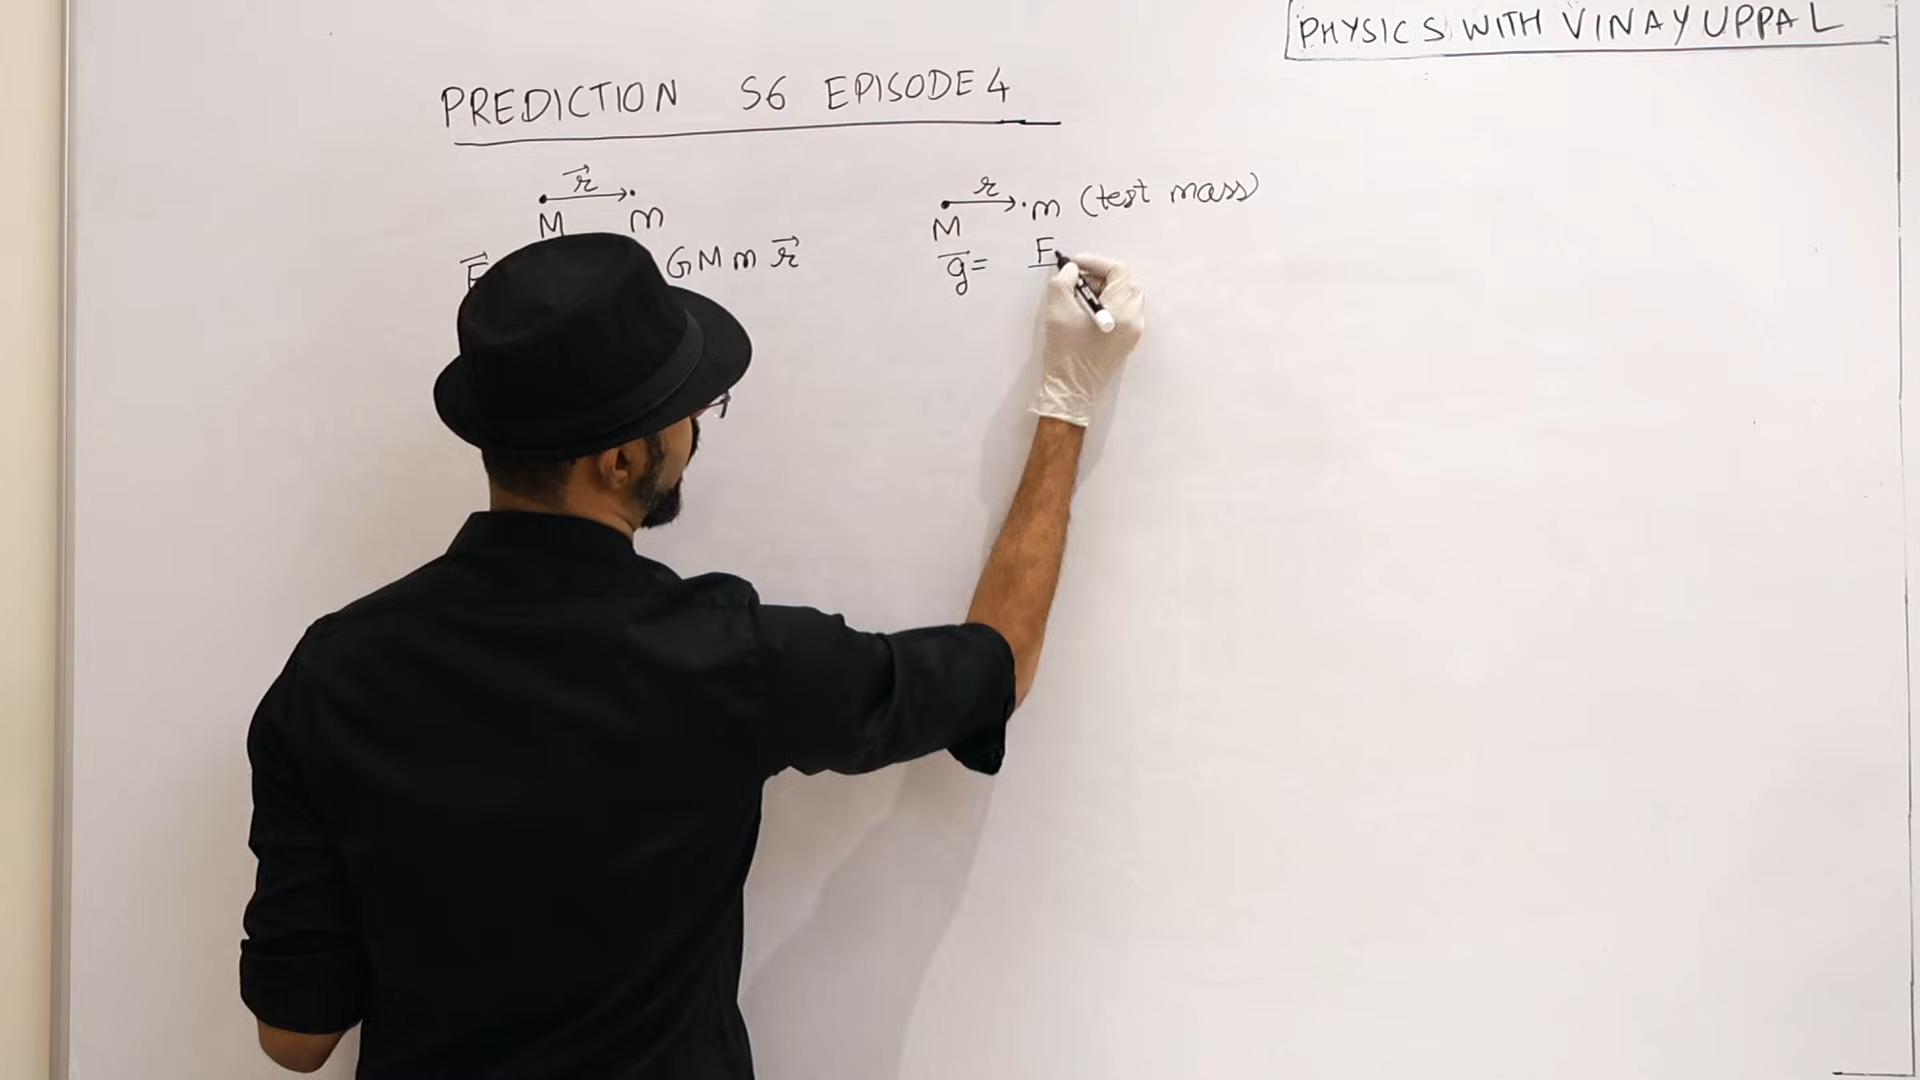 PHYSICS WITH VINAY UPPAL
PREDICTION S6 EPISODE 4
r⃗
M m
F⃗ GMm r⃗
r
M m (test mass)
g⃗ = F